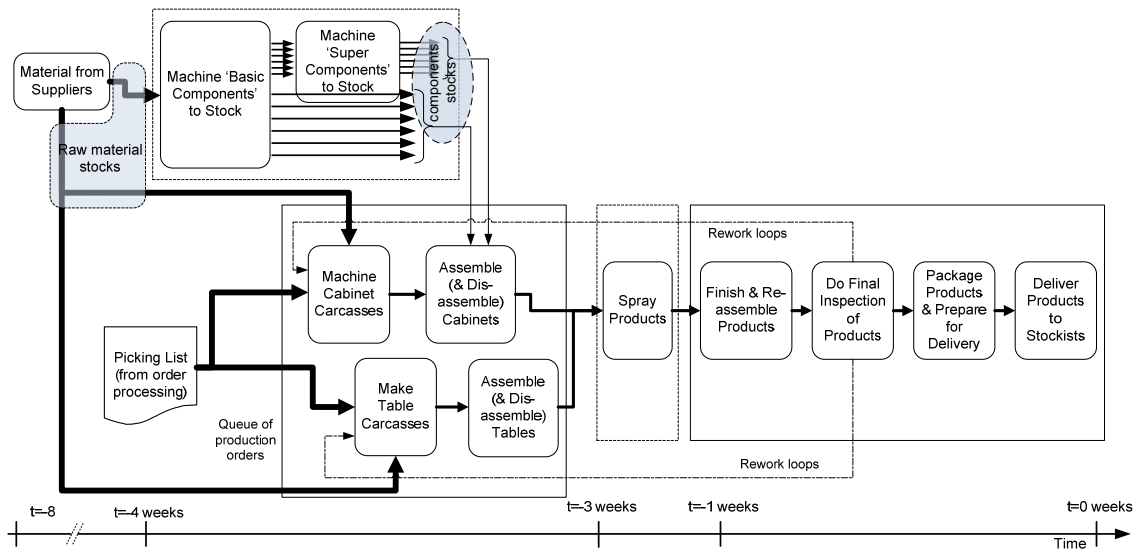 Material from
Suppliers
Raw material
stocks
Machine 'Basic
Components'
to Stock
Machine
'Super
Components'
to Stock
components
stocks
Rework loops
Machine
Cabinet
Carcasses
Assemble
(& Dis-
assemble)
Cabinets
Spray
Products
Finish & Re-
assemble
Products
Do Final
Inspection
of
Products
Package
Products
& Prepare
for
Delivery
Deliver
Products
to
Stockists
Picking List
(from order
processing)
Queue of
production
orders
Make
Table
Carcasses
Assemble
(& Dis-
assemble)
Tables
Rework loops
t=-8
t=-4 weeks
t=-3 weeks
t=-1 weeks
t=0 weeks
Time